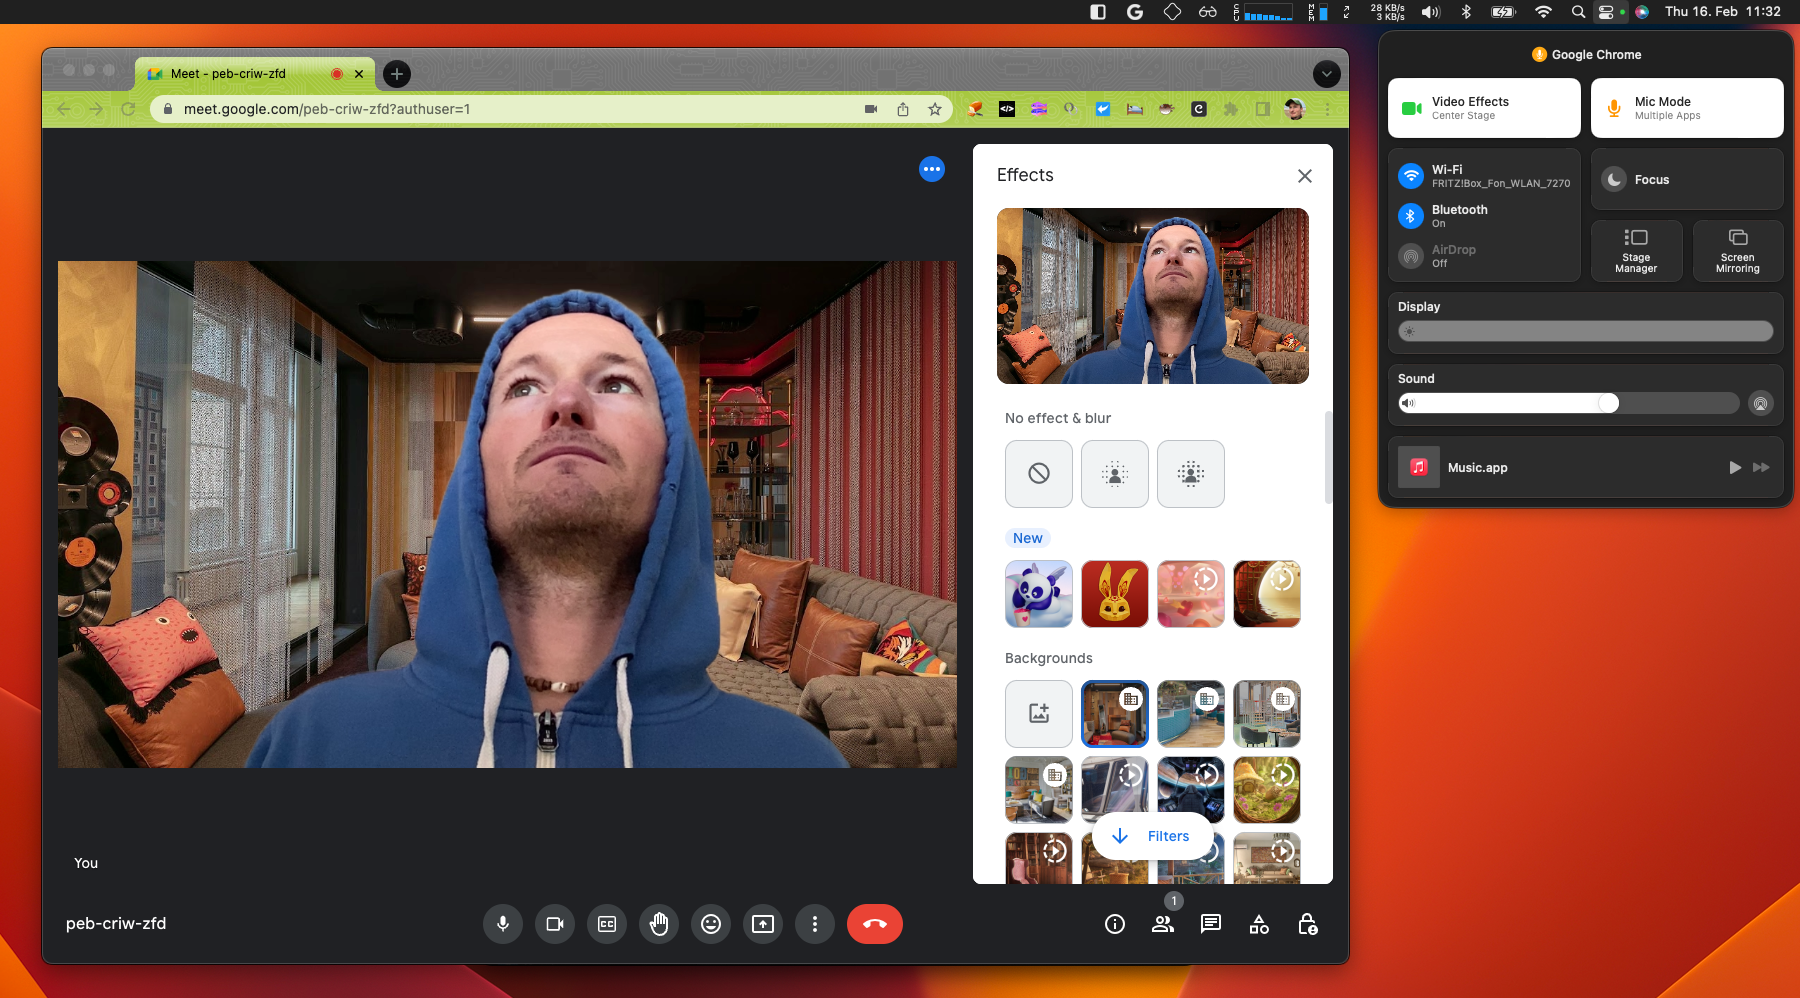 CPU
MEM
28 KB/s
3 KB/s
Thu 16. Feb 11:32
Meet - peb-criw-zfd
meet.google.com/peb-criw-zfd?authuser=1
Effects
No effect & blur
New
Backgrounds
Filters
You
peb-criw-zfd
CC
1
Google Chrome
Video Effects
Center Stage
Mic Mode
Multiple Apps
Wi-Fi
FRITZ!Box_Fon_WLAN_7270
Bluetooth
On
AirDrop
Off
Focus
Stage
Manager
Screen
Mirroring
Display
Sound
Music.app